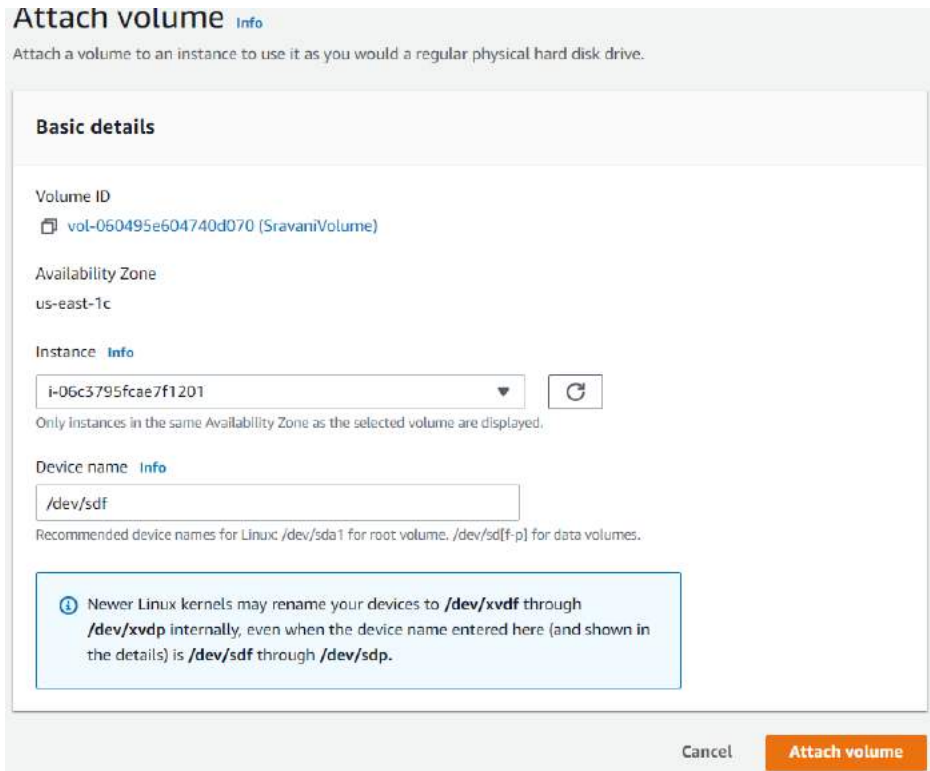 Attach volume Info
Attach a volume to an instance to use it as you would a regular physical hard disk drive.
Basic details
Volume ID
vol-060495e604740d070 (SravaniVolume)
Availability Zone
us-east-1c
Instance Info
i-06c3795fcae7f1201
Only instances in the same Availability Zone as the selected volume are displayed.
Device name Info
/dev/sdf
Recommended device names for Linux: /dev/sda1 for root volume. /dev/sd[f-p] for data volumes.
Newer Linux kernels may rename your devices to /dev/xvdf through
/dev/xvdp internally, even when the device name entered here (and shown in
the details) is /dev/sdf through /dev/sdp.
Cancel Attach volume